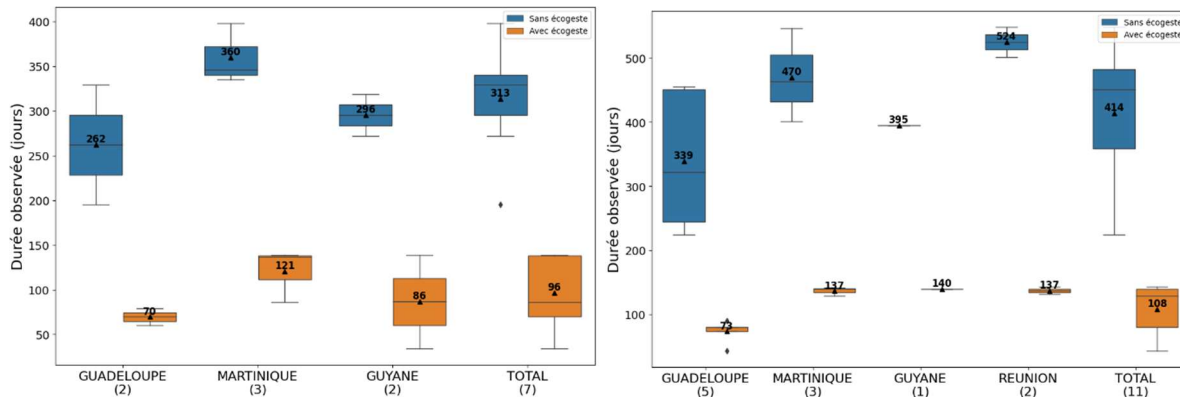 Durée observée (jours)
400
350
300
250
200
150
100
50
Sans écogeste
Avec écogeste
262
70
360
121
296
86
313
96
GUADELOUPE
(2)
MARTINIQUE
(3)
GUYANE
(2)
TOTAL
(7)
Durée observée (jours)
500
400
300
200
100
Sans écogeste
Avec écogeste
339
73
470
137
395
140
524
137
414
108
GUADELOUPE
(5)
MARTINIQUE
(3)
GUYANE
(1)
REUNION
(2)
TOTAL
(11)